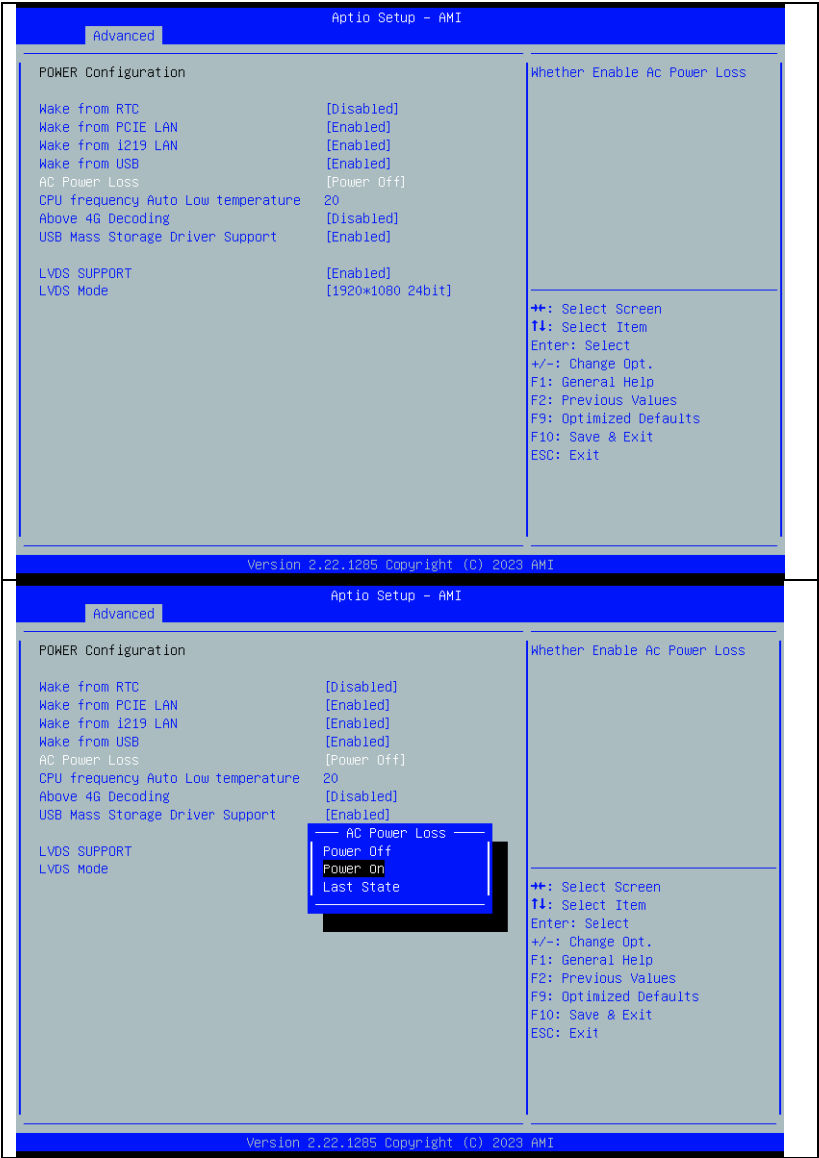 Aptio Setup – AMI
Advanced
POWER Configuration
Wake from RTC [Disabled]
Wake from PCIE LAN [Enabled]
Wake from i219 LAN [Enabled]
Wake from USB [Enabled]
AC Power Loss [Power Off]
CPU frequency Auto Low temperature 20
Above 4G Decoding [Disabled]
USB Mass Storage Driver Support [Enabled]
LVDS SUPPORT [Enabled]
LVDS Mode [1920*1080 24bit]
Whether Enable Ac Power Loss
→←: Select Screen
↑↓: Select Item
Enter: Select
+/-: Change Opt.
F1: General Help
F2: Previous Values
F9: Optimized Defaults
F10: Save & Exit
ESC: Exit
Version 2.22.1285 Copyright (C) 2023 AMI
Aptio Setup – AMI
Advanced
POWER Configuration
Wake from RTC [Disabled]
Wake from PCIE LAN [Enabled]
Wake from i219 LAN [Enabled]
Wake from USB [Enabled]
AC Power Loss [Power Off]
CPU frequency Auto Low temperature 20
Above 4G Decoding [Disabled]
USB Mass Storage Driver Support [Enabled]
LVDS SUPPORT
LVDS Mode
AC Power Loss
Power Off
Power On
Last State
Whether Enable Ac Power Loss
→←: Select Screen
↑↓: Select Item
Enter: Select
+/-: Change Opt.
F1: General Help
F2: Previous Values
F9: Optimized Defaults
F10: Save & Exit
ESC: Exit
Version 2.22.1285 Copyright (C) 2023 AMI